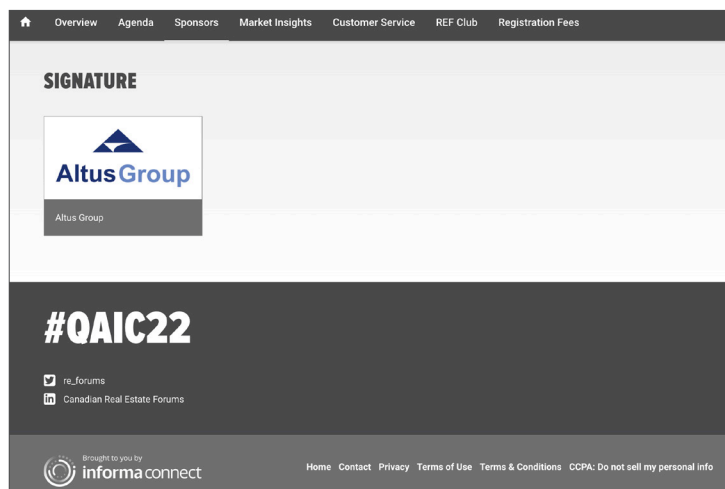 Overview Agenda Sponsors Market Insights Customer Service REF Club Registration Fees
SIGNATURE
Altus Group
Altus Group
#QAIC22
re_forums
in Canadian Real Estate Forums
Brought to you by
informa connect
Home Contact Privacy Terms of Use Terms & Conditions CCPA: Do not sell my personal info